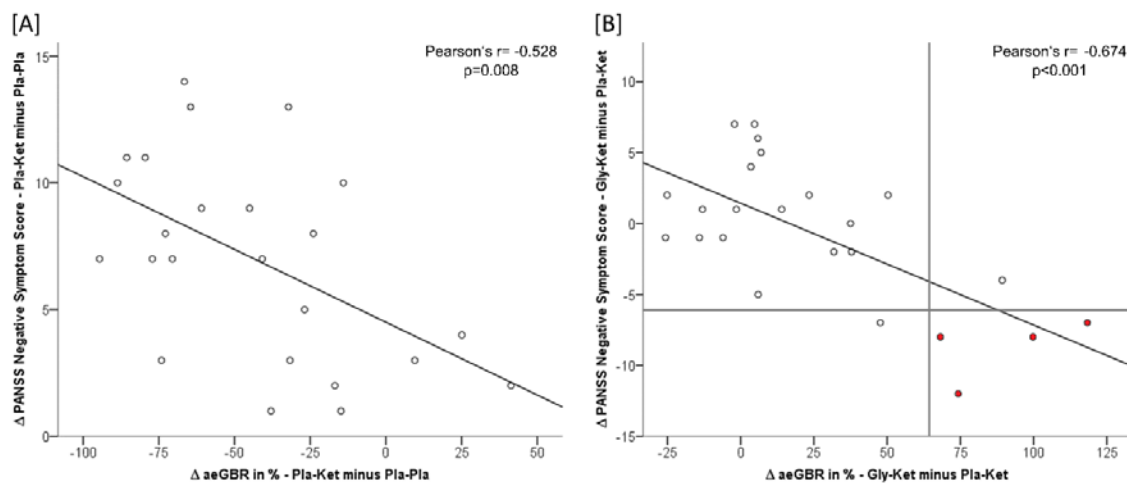 [A]
Pearson's r= -0.528
p=0.008
Δ PANSS Negative Symptom Score - Pla-Ket minus Pla-Pla
15
10
5
0
-100 -75 -50 -25 0 25 50
Δ aeGBR in % - Pla-Ket minus Pla-Pla
[B]
Pearson's r= -0.674
p<0.001
Δ PANSS Negative Symptom Score - Gly-Ket minus Pla-Ket
10
5
0
-5
-10
-15
-25 0 25 50 75 100 125
Δ aeGBR in % - Gly-Ket minus Pla-Ket